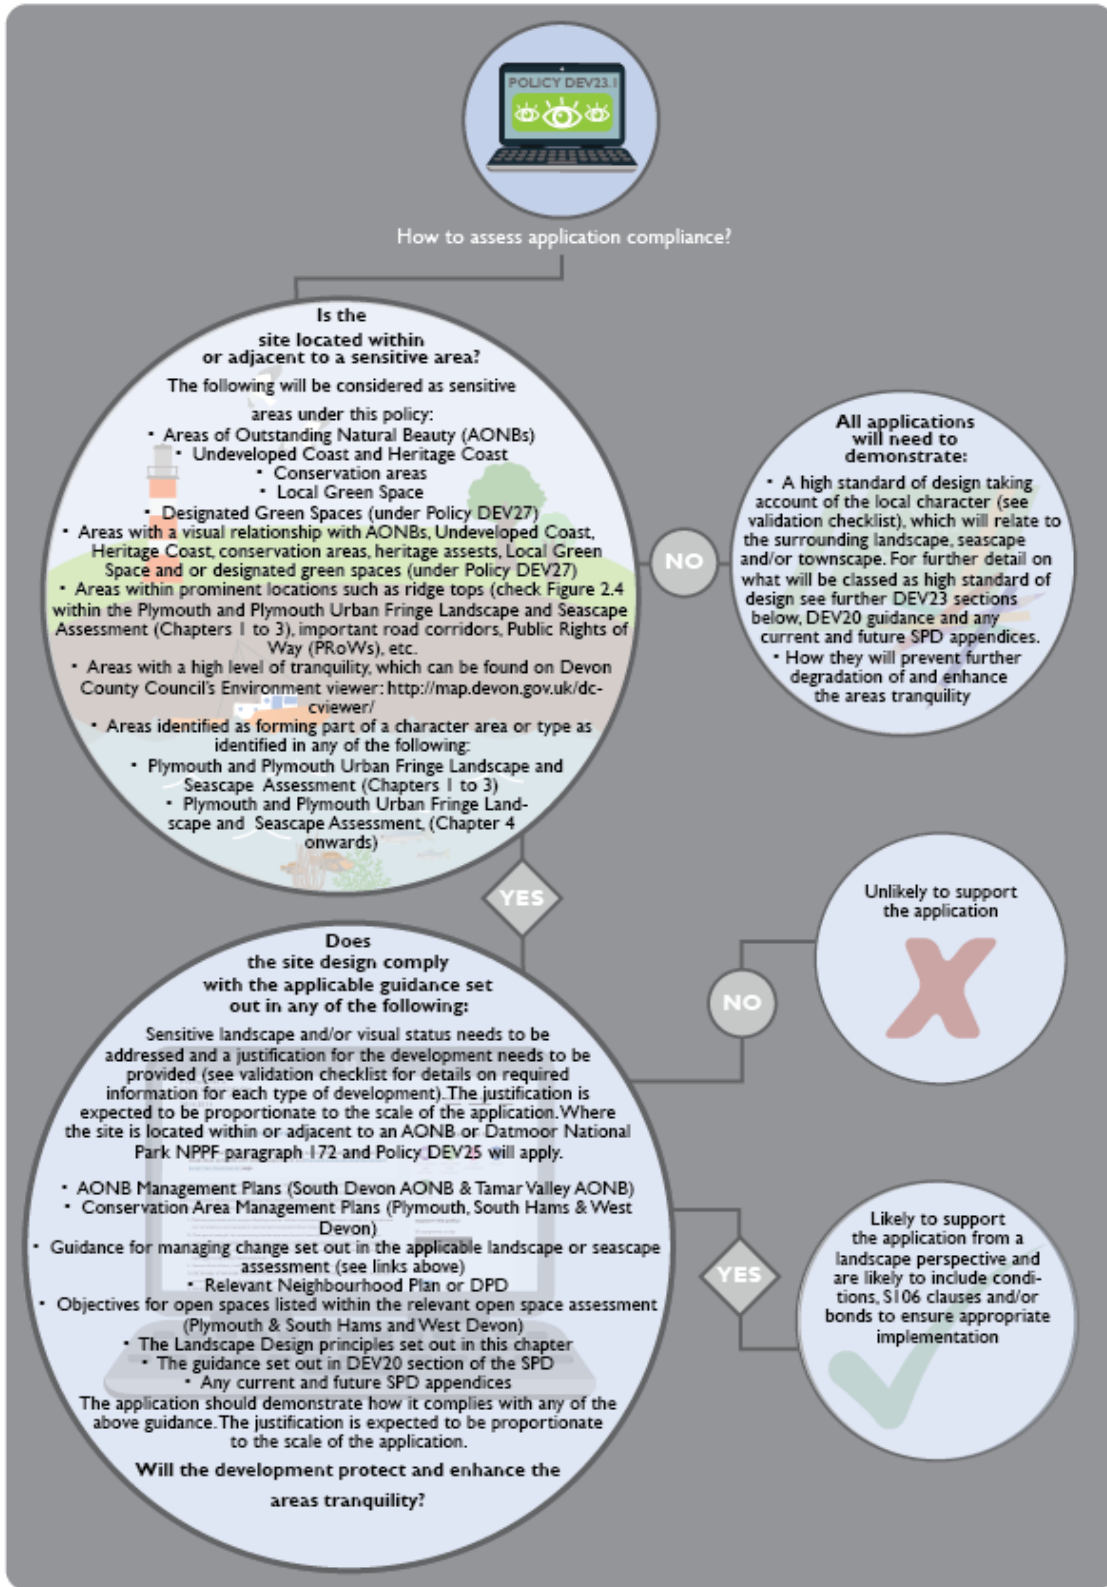 POLICY DEV23.1
How to assess application compliance?
Is the
site located within
or adjacent to a sensitive area?
The following will be considered as sensitive
areas under this policy:
• Areas of Outstanding Natural Beauty (AONBs)
• Undeveloped Coast and Heritage Coast
• Conservation areas
• Local Green Space
• Designated Green Spaces (under Policy DEV27)
• Areas with a visual relationship with AONBs, Undeveloped Coast,
Heritage Coast, conservation areas, heritage assests, Local Green
Space and or designated green spaces (under Policy DEV27)
• Areas within prominent locations such as ridge tops (check Figure 2.4
within the Plymouth and Plymouth Urban Fringe Landscape and Seascape
Assessment (Chapters 1 to 3), important road corridors, Public Rights of
Way (PRoWs), etc.
• Areas with a high level of tranquility, which can be found on Devon
County Council's Environment viewer: http://map.devon.gov.uk/dc-
cviewer/
• Areas identified as forming part of a character area or type as
identified in any of the following:
• Plymouth and Plymouth Urban Fringe Landscape and
Seascape Assessment (Chapters 1 to 3)
• Plymouth and Plymouth Urban Fringe Land-
scape and Seascape Assessment, (Chapter 4
onwards)
NO
All applications
will need to
demonstrate:
• A high standard of design taking
account of the local character (see
validation checklist), which will relate to
the surrounding landscape, seascape
and/or townscape. For further detail on
what will be classed as high standard of
design see further DEV23 sections
below, DEV20 guidance and any
current and future SPD appendices.
• How they will prevent further
degradation of and enhance
the areas tranquility
YES
Does
the site design comply
with the applicable guidance set
out in any of the following:
Sensitive landscape and/or visual status needs to be
addressed and a justification for the development needs to be
provided (see validation checklist for details on required
information for each type of development). The justification is
expected to be proportionate to the scale of the application. Where
the site is located within or adjacent to an AONB or Datmoor National
Park NPPF paragraph 172 and Policy DEV25 will apply.
• AONB Management Plans (South Devon AONB & Tamar Valley AONB)
• Conservation Area Management Plans (Plymouth, South Hams & West
Devon)
• Guidance for managing change set out in the applicable landscape or seascape
assessment (see links above)
• Relevant Neighbourhood Plan or DPD
• Objectives for open spaces listed within the relevant open space assessment
(Plymouth & South Hams and West Devon)
• The Landscape Design principles set out in this chapter
• The guidance set out in DEV20 section of the SPD
• Any current and future SPD appendices
The application should demonstrate how it complies with any of the
above guidance. The justification is expected to be proportionate
to the scale of the application.
Will the development protect and enhance the
areas tranquility?
NO
Unlikely to support
the application
X
YES
Likely to support
the application from a
landscape perspective and
are likely to include condi-
tions, S106 clauses and/or
bonds to ensure appropriate
implementation